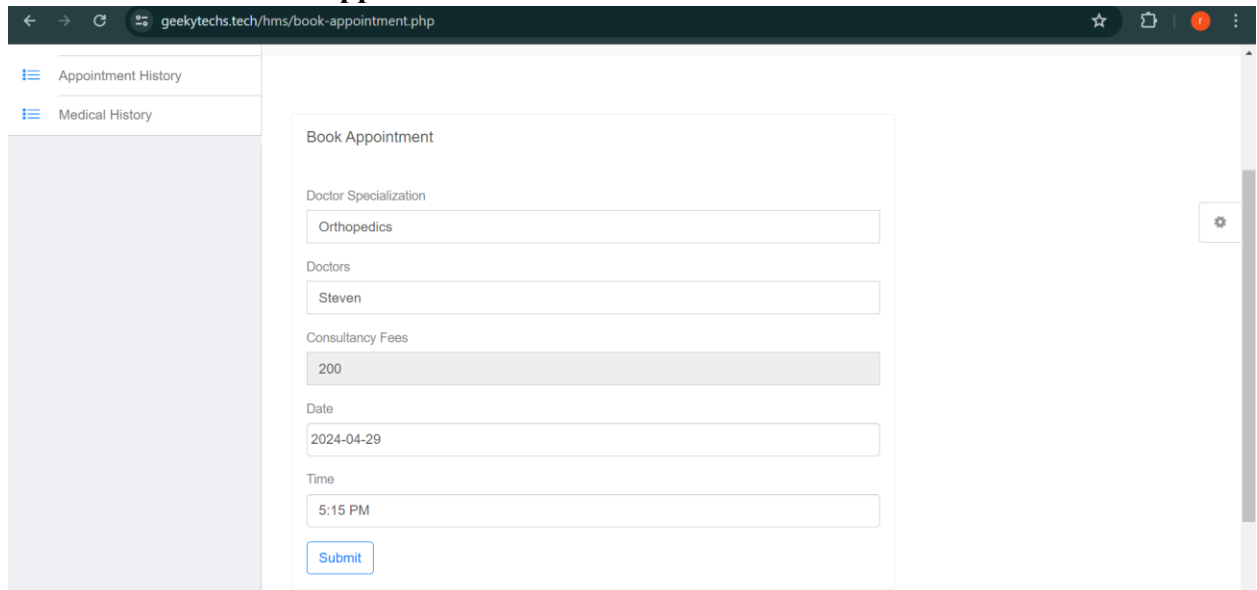 geekytechs.tech/hms/book-appointment.php
r
Appointment History
Medical History
Book Appointment
Doctor Specialization
Orthopedics
Doctors
Steven
Consultancy Fees
200
Date
2024-04-29
Time
5:15 PM
Submit